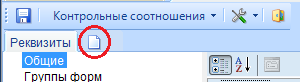 Контрольные соотношения
Реквизиты
Общие
Группы форм